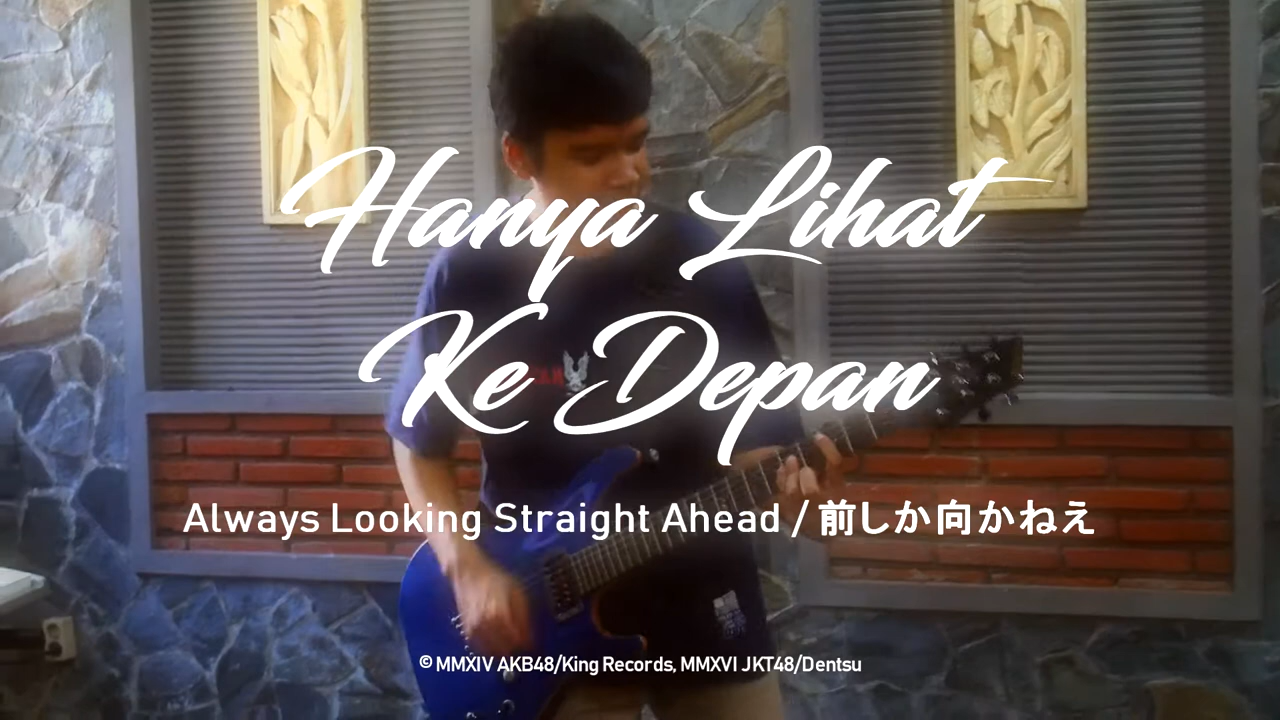 Hanya Lihat
Ke Depan
Always Looking Straight Ahead / 前しか向かねえ
© MMXIV AKB48/King Records, MMXVI JKT48/Dentsu